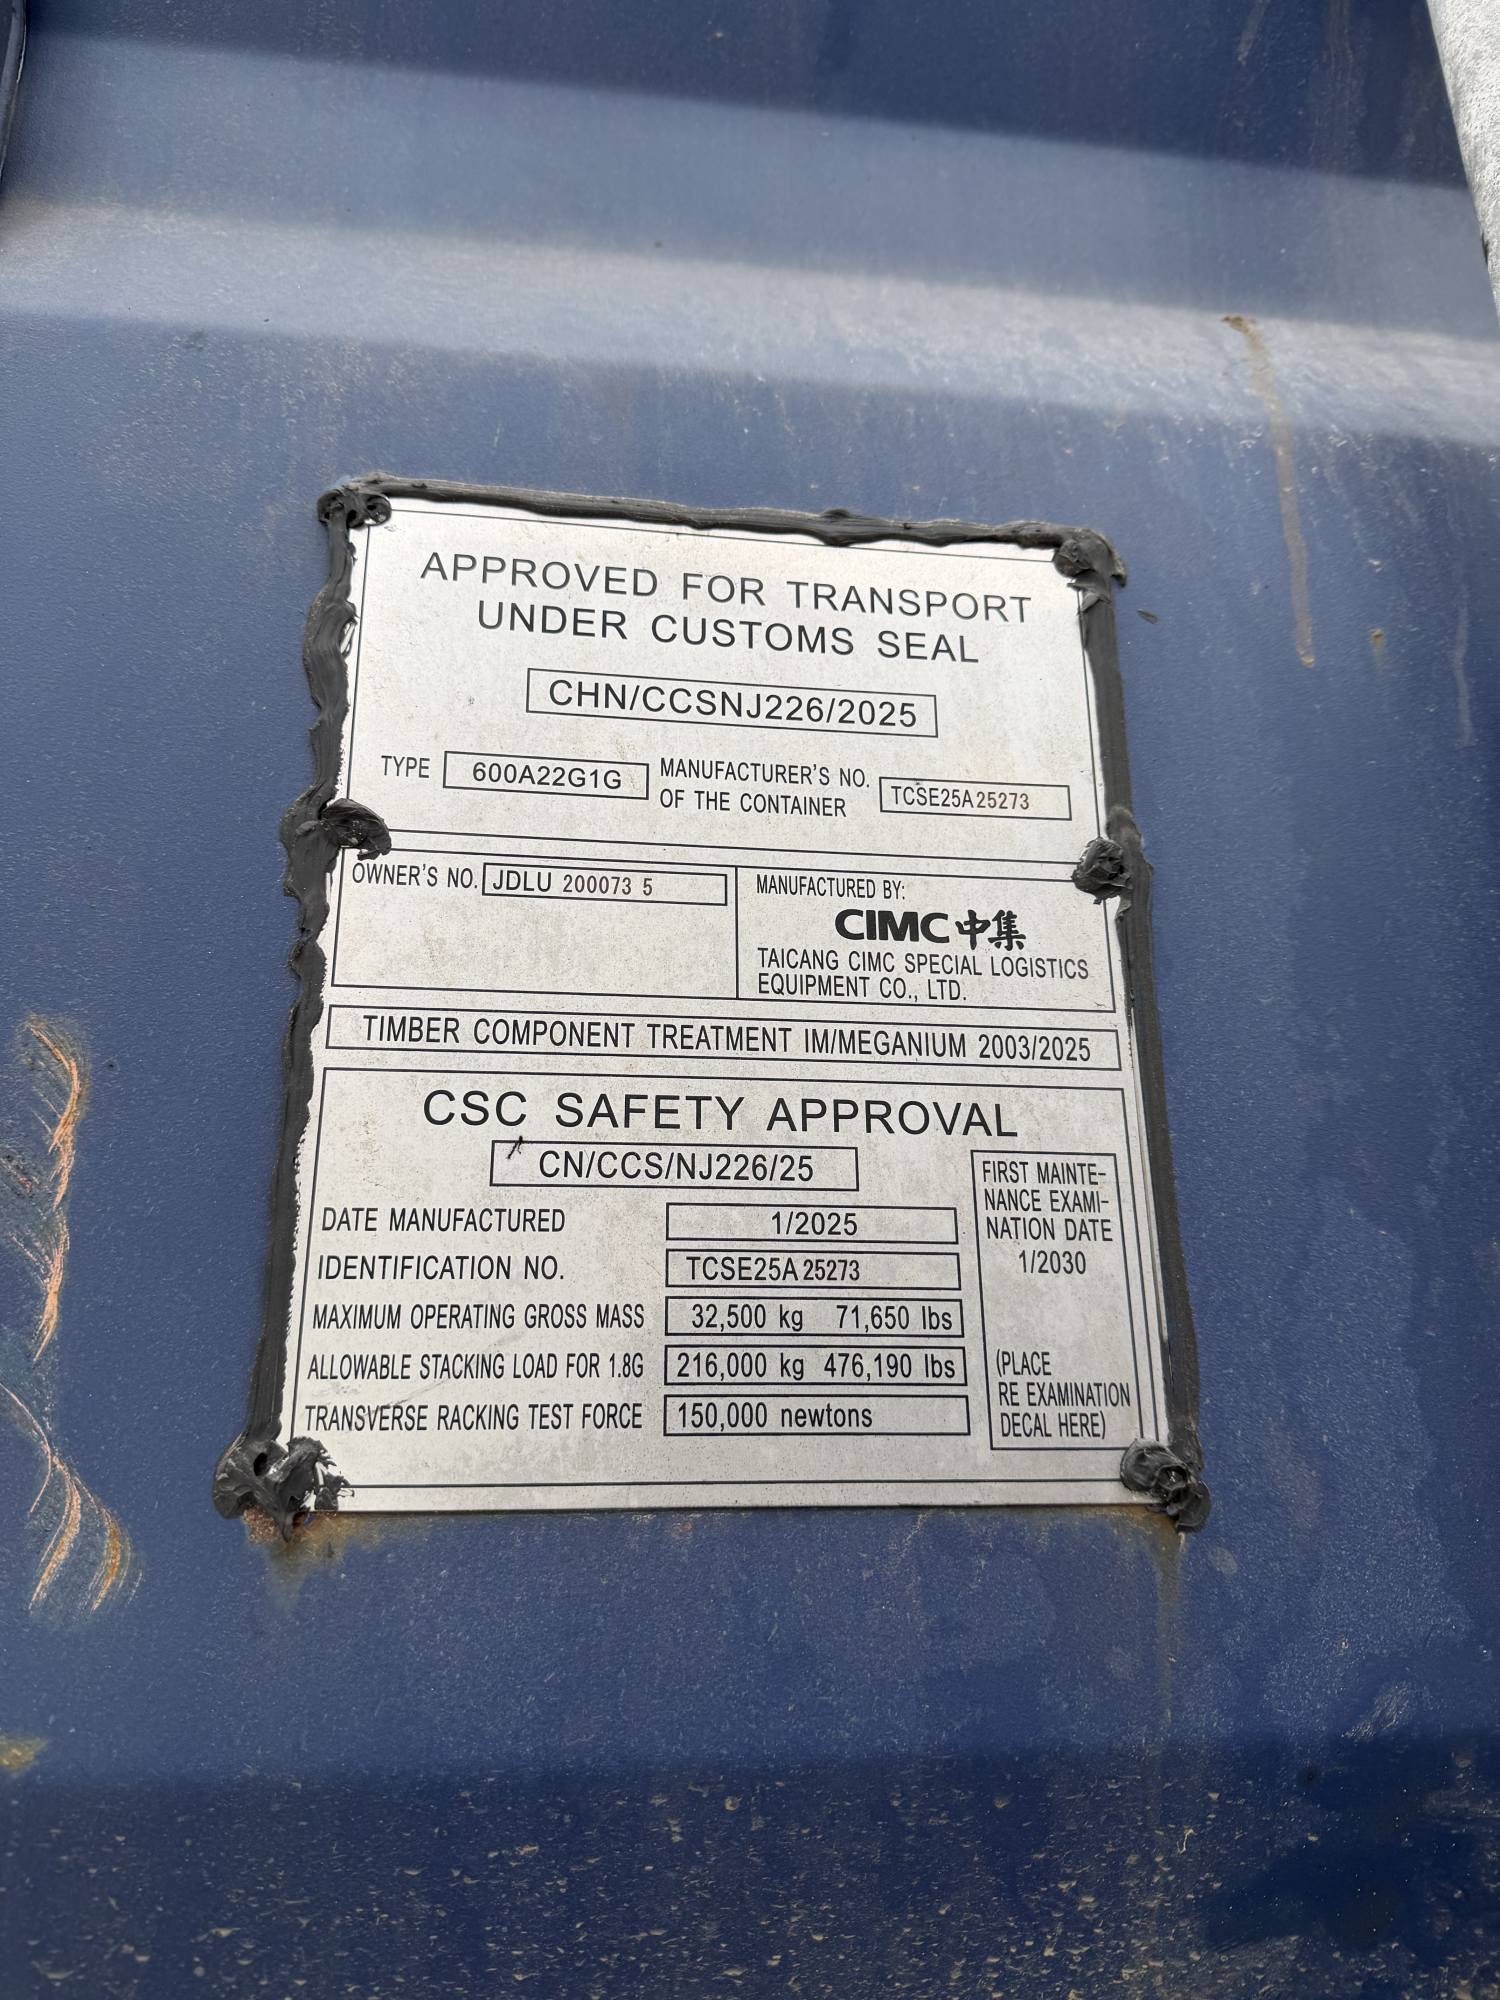 APPROVED FOR TRANSPORT
UNDER CUSTOMS SEAL
CHN/CCSNJ226/2025
TYPE 600A22G1G MANUFACTURER'S NO. OF THE CONTAINER TCSE25A25273
OWNER'S NO. JDLU 200073 5
MANUFACTURED BY:
CIMC中集
TAICANG CIMC SPECIAL LOGISTICS
EQUIPMENT CO., LTD.
TIMBER COMPONENT TREATMENT IM/MEGANIUM 2003/2025
CSC SAFETY APPROVAL
CN/CCS/NJ226/25
DATE MANUFACTURED 1/2025
IDENTIFICATION NO. TCSE25A25273
MAXIMUM OPERATING GROSS MASS 32,500 kg 71,650 lbs
ALLOWABLE STACKING LOAD FOR 1.8G 216,000 kg 476,190 lbs
TRANSVERSE RACKING TEST FORCE 150,000 newtons
FIRST MAINTE-
NANCE EXAMI-
NATION DATE
1/2030
(PLACE
RE EXAMINATION
DECAL HERE)